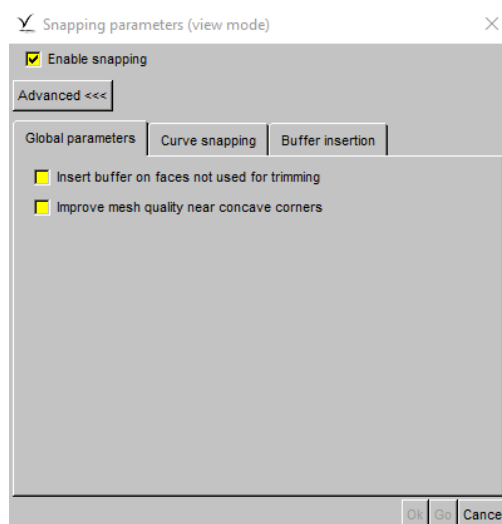 Snapping parameters (view mode)
Enable snapping
Advanced <<<
Global parameters Curve snapping Buffer insertion
Insert buffer on faces not used for trimming
Improve mesh quality near concave corners
Ok Go Cance